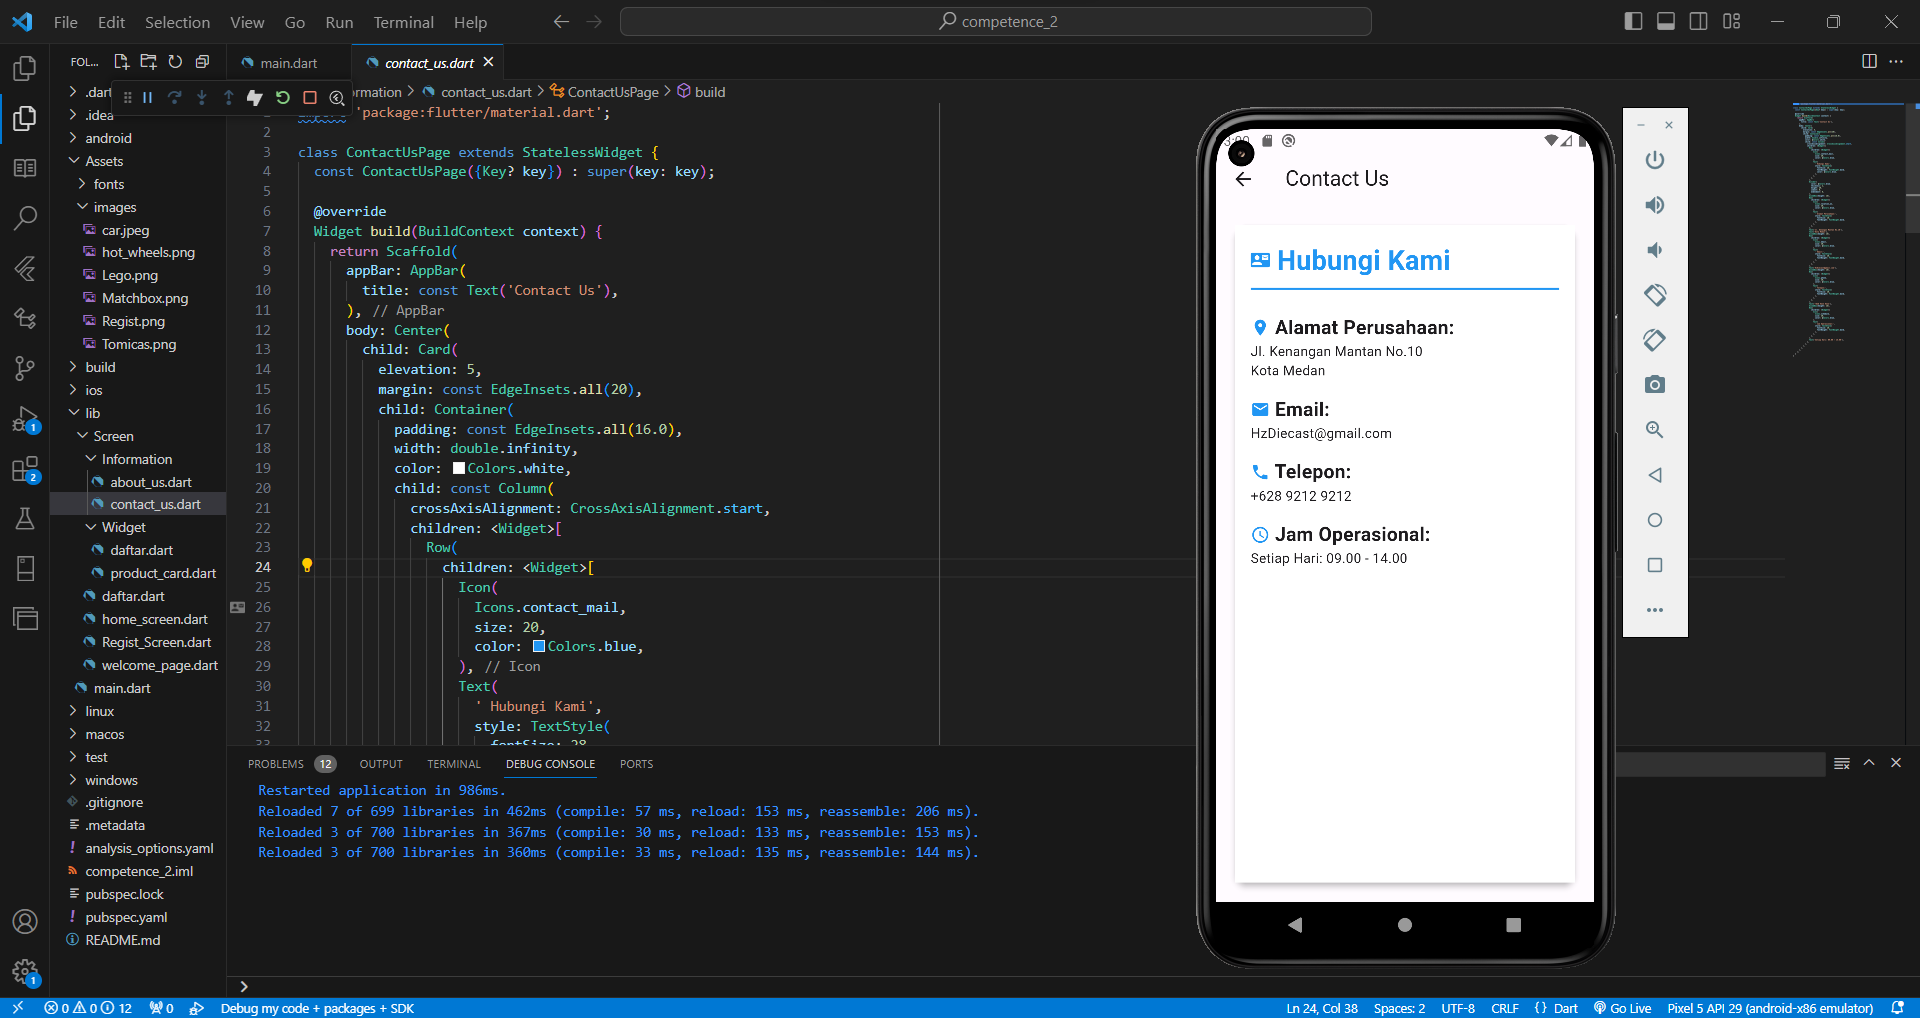 File Edit Selection View Go Run Terminal Help
competence_2
FOL...
main.dart
contact_us.dart
.dart
rmation > contact_us.dart > ContactUsPage > build
.idea
android
Assets
fonts
images
car.jpeg
hot_wheels.png
Lego.png
Matchbox.png
Regist.png
Tomicas.png
build
ios
lib
Screen
Information
about_us.dart
contact_us.dart
Widget
daftar.dart
product_card.dart
daftar.dart
home_screen.dart
Regist_Screen.dart
welcome_page.dart
main.dart
linux
macos
test
windows
.gitignore
.metadata
analysis_options.yaml
competence_2.iml
pubspec.lock
pubspec.yaml
README.md
1
2
1
import 'package:flutter/material.dart';
2
3 class ContactUsPage extends StatelessWidget {
4 const ContactUsPage({Key? key}) : super(key: key);
5
6 @override
7 Widget build(BuildContext context) {
8 return Scaffold(
9 appBar: AppBar(
10 title: const Text('Contact Us'),
11 ), // AppBar
12 body: Center(
13 child: Card(
14 elevation: 5,
15 margin: const EdgeInsets.all(20),
16 child: Container(
17 padding: const EdgeInsets.all(16.0),
18 width: double.infinity,
19 color: Colors.white,
20 child: const Column(
21 crossAxisAlignment: CrossAxisAlignment.start,
22 children: <Widget>[
23 Row(
24 children: <Widget>[
25 Icon(
26 Icons.contact_mail,
27 size: 20,
28 color: Colors.blue,
29 ), // Icon
30 Text(
31 ' Hubungi Kami',
32 style: TextStyle(
33 fontSize: 28
PROBLEMS 12 OUTPUT TERMINAL DEBUG CONSOLE PORTS
Restarted application in 986ms.
Reloaded 7 of 699 libraries in 462ms (compile: 57 ms, reload: 153 ms, reassemble: 206 ms).
Reloaded 3 of 700 libraries in 367ms (compile: 30 ms, reload: 133 ms, reassemble: 153 ms).
Reloaded 3 of 700 libraries in 360ms (compile: 33 ms, reload: 135 ms, reassemble: 144 ms).
Contact Us
Hubungi Kami
Alamat Perusahaan:
Jl. Kenangan Mantan No.10
Kota Medan
Email:
HzDiecast@gmail.com
Telepon:
+628 9212 9212
Jam Operasional:
Setiap Hari: 09.00 - 14.00
0 0 12 0 Debug my code + packages + SDK Ln 24, Col 38 Spaces: 2 UTF-8 CRLF { } Dart Go Live Pixel 5 API 29 (android-x86 emulator)